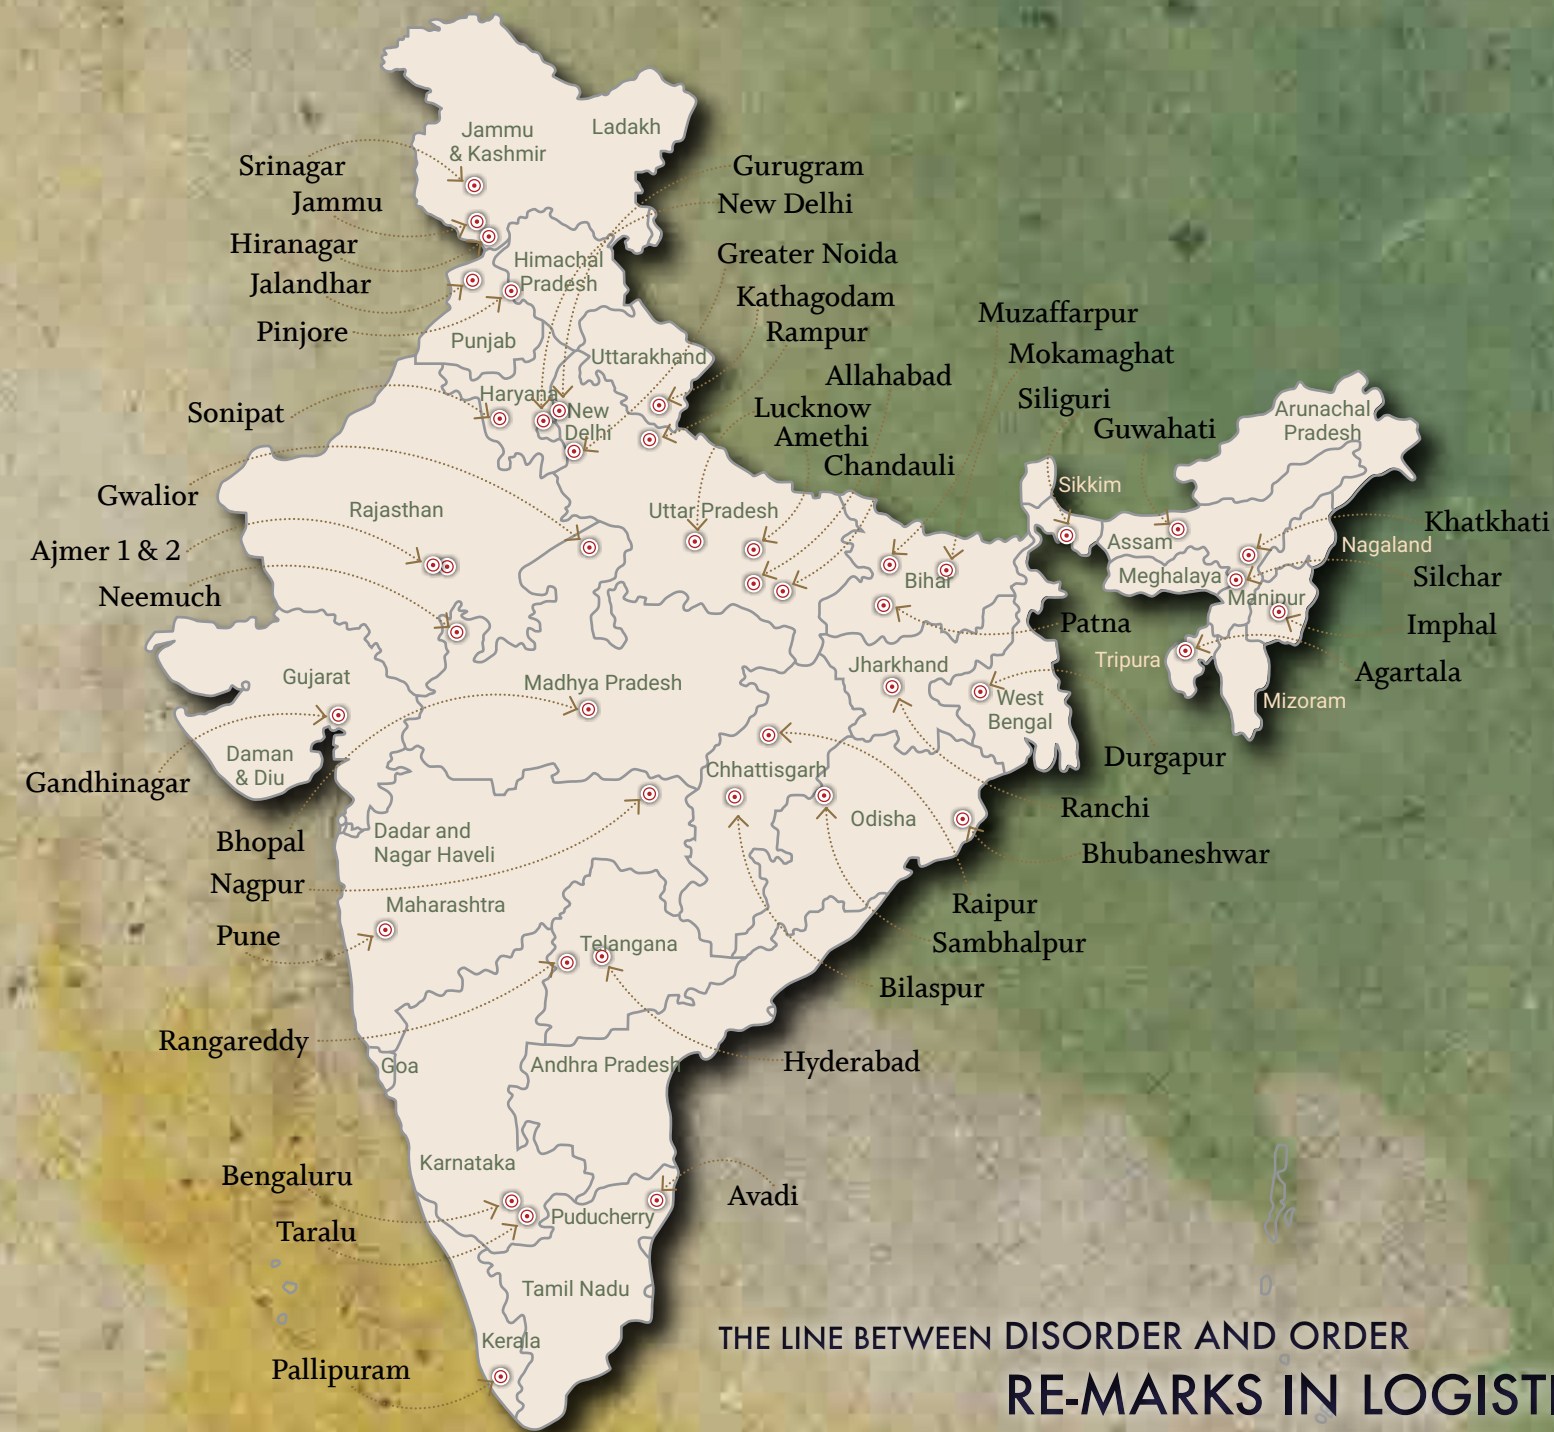 Jammu
& Kashmir
Ladakh
Srinagar
Jammu
Hiranagar
Jalandhar
Pinjore
Gurugram
New Delhi
Greater Noida
Kathagodam
Rampur
Allahabad
Lucknow
Amethi
Chandauli
Muzaffarpur
Mokamaghat
Siliguri
Guwahati
Himachal
Pradesh
Punjab
Uttarakhand
Haryana
New
Delhi
Sonipat
Gwalior
Ajmer 1 & 2
Neemuch
Rajasthan
Uttar Pradesh
Bihar
Sikkim
Arunachal
Pradesh
Assam
Nagaland
Meghalaya
Manipur
Tripura
Mizoram
Khatkhati
Silchar
Imphal
Agartala
Patna
Gujarat
Madhya Pradesh
Jharkhand
West
Bengal
Daman
& Diu
Gandhinagar
Chhattisgarh
Odisha
Durgapur
Ranchi
Bhubaneshwar
Bhopal
Nagpur
Pune
Dadar and
Nagar Haveli
Maharashtra
Telangana
Raipur
Sambhalpur
Bilaspur
Rangareddy
Hyderabad
Goa
Andhra Pradesh
Karnataka
Bengaluru
Taralu
Puducherry
Avadi
Tamil Nadu
Kerala
Pallipuram
THE LINE BETWEEN DISORDER AND ORDER
RE-MARKS IN LOGISTI